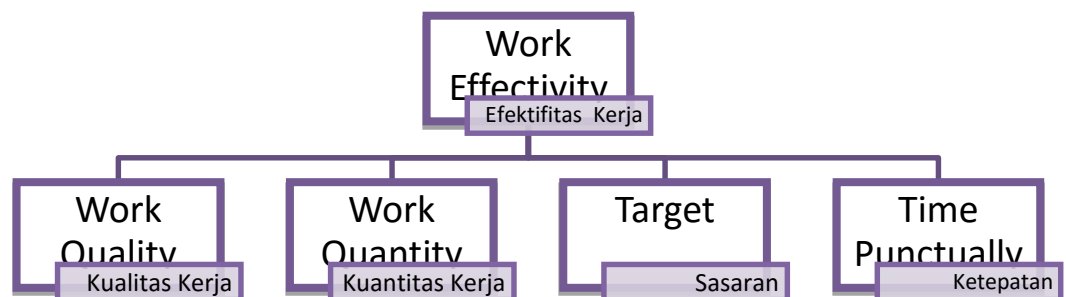 Work
Effectivity
Efektifitas Kerja
Work
Quality
Kualitas Kerja
Work
Quantity
Kuantitas Kerja
Target
Sasaran
Time
Punctually
Ketepatan